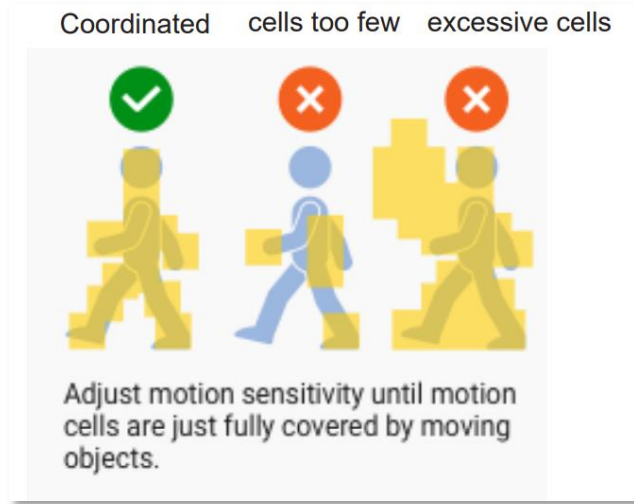 Coordinated cells too few excessive cells
Adjust motion sensitivity until motion
cells are just fully covered by moving
objects.